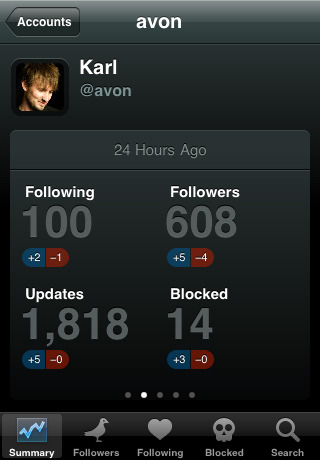 Accounts
avon
Karl
@avon
24 Hours Ago
Following Followers
100 608
+2 −1 +5 −4
Updates Blocked
1,818 14
+5 −0 +3 −0
Summary Followers Following Blocked Search